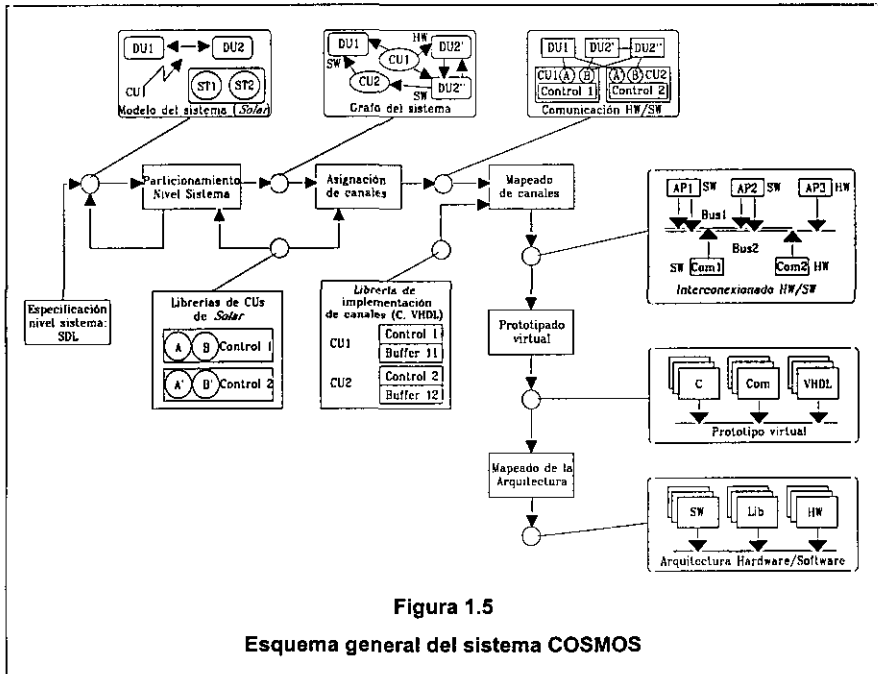 DU1
DU2
CU
ST1
ST2
Modelo del sistema (Solar)
DU1
HW
DU2'
SW
CU1
CU2
DU2''
SW
Grafo del sistema
DU1
DU2'
DU2''
CU1
A
B
A
B
CU2
Control 1
Control 2
Comunicación HW/SW
Particionamiento
Nivel Sistema
Asignación
de canales
Mapeado
de canales
AP1
SW
AP2
SW
AP3
HW
Bus1
Bus2
SW
Com1
Com2
HW
Interconexionado HW/SW
Especificación
nivel sistema:
SDL
Librerías de CUs
de Solar
A
B
Control 1
A'
B'
Control 2
Librería de
implementación
de canales (C. VHDL)
CU1
Control 1
Buffer 11
CU2
Control 2
Buffer 12
Prototipado
virtual
C
Com
VHDL
Prototipo virtual
Mapeado de la
Arquitectura
SW
Lib
HW
Arquitectura Hardware/Software
Figura 1.5
Esquema general del sistema COSMOS